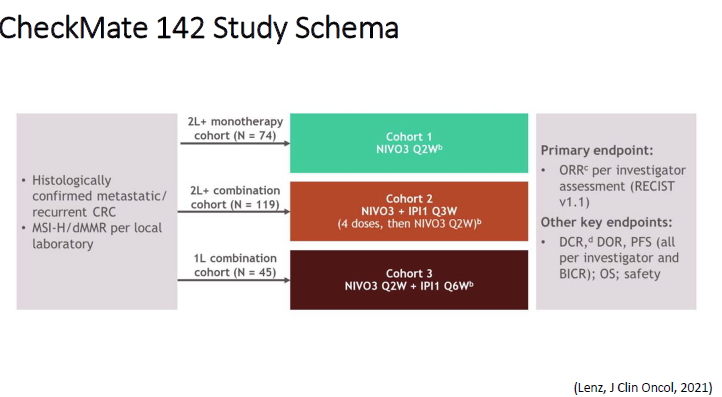 CheckMate 142 Study Schema
• Histologically
confirmed metastatic/
recurrent CRC
• MSI-H/dMMR per local
laboratory
2L+ monotherapy
cohort (N = 74)
Cohort 1
NIVO3 Q2Wᵇ
2L+ combination
cohort (N = 119)
Cohort 2
NIVO3 + IPI1 Q3W
(4 doses, then NIVO3 Q2W)ᵇ
1L combination
cohort (N = 45)
Cohort 3
NIVO3 Q2W + IPI1 Q6Wᵇ
Primary endpoint:
• ORRᶜ per investigator
assessment (RECIST
v1.1)
Other key endpoints:
• DCR,ᵈ DOR, PFS (all
per investigator and
BICR); OS; safety
(Lenz, J Clin Oncol, 2021)